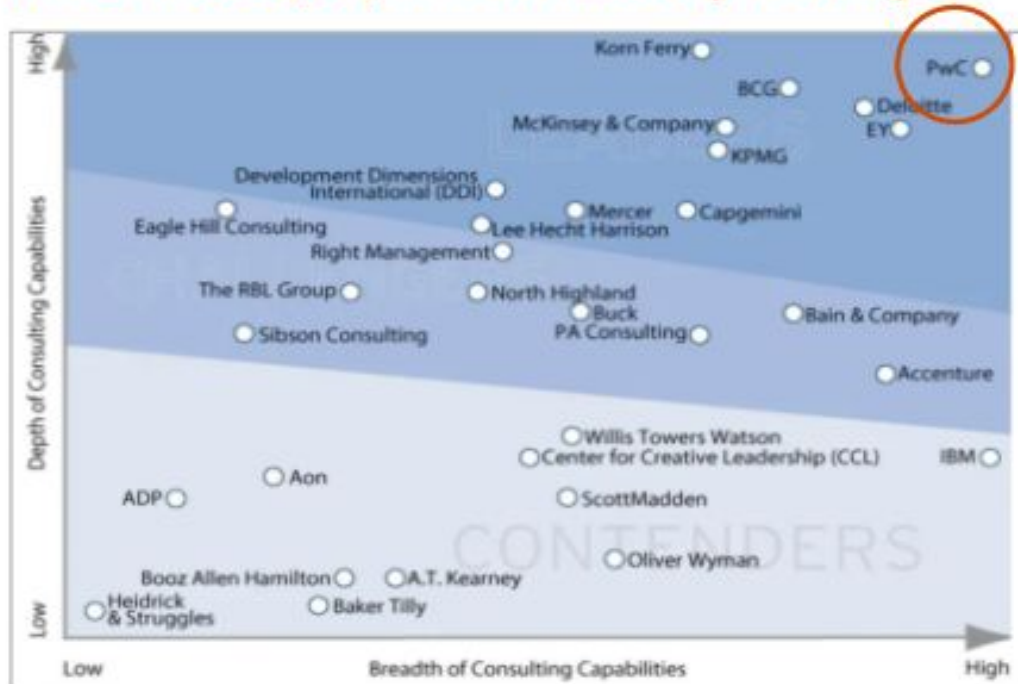 High
Korn Ferry
PwC
BCG
Deloitte
McKinsey & Company
EY
KPMG
Development Dimensions
International (DDI)
Mercer
Capgemini
Eagle Hill Consulting
Lee Hecht Harrison
Right Management
The RBL Group
North Highland
Buck
Bain & Company
Sibson Consulting
PA Consulting
Accenture
Depth of Consulting Capabilities
Willis Towers Watson
Center for Creative Leadership (CCL)
IBM
Aon
ADP
ScottMadden
CONTENDERS
Oliver Wyman
Booz Allen Hamilton
A.T. Kearney
Heidrick
& Struggles
Baker Tilly
Low
Low
Breadth of Consulting Capabilities
High